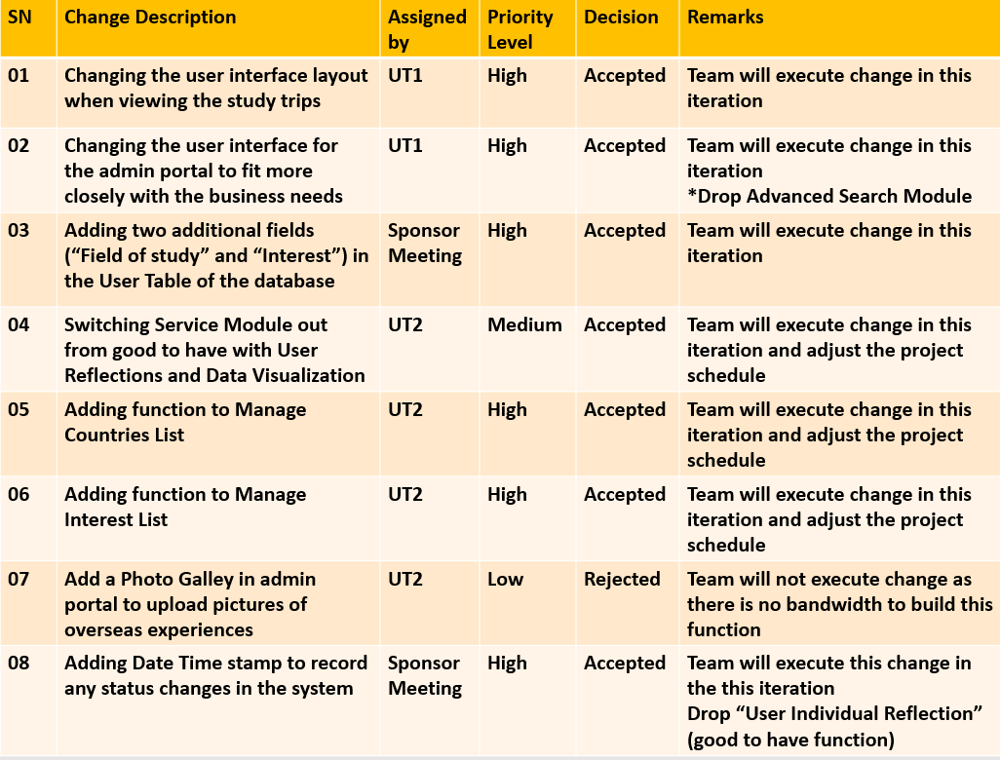 SN Change Description Assigned by Priority Level Decision Remarks
01 Changing the user interface layout UT1 High Accepted Team will execute change in this
when viewing the study trips iteration
02 Changing the user interface for UT1 High Accepted Team will execute change in this
the admin portal to fit more iteration
closely with the business needs *Drop Advanced Search Module
03 Adding two additional fields Sponsor High Accepted Team will execute change in this
(“Field of study” and “Interest”) in Meeting iteration
the User Table of the database
04 Switching Service Module out UT2 Medium Accepted Team will execute change in this
from good to have with User iteration and adjust the project
Reflections and Data Visualization schedule
05 Adding function to Manage UT2 High Accepted Team will execute change in this
Countries List iteration and adjust the project
schedule
06 Adding function to Manage UT2 High Accepted Team will execute change in this
Interest List iteration and adjust the project
schedule
07 Add a Photo Galley in admin UT2 Low Rejected Team will not execute change as
portal to upload pictures of there is no bandwidth to build this
overseas experiences function
08 Adding Date Time stamp to record Sponsor High Accepted Team will execute this change in
any status changes in the system Meeting the this iteration
Drop “User Individual Reflection”
(good to have function)